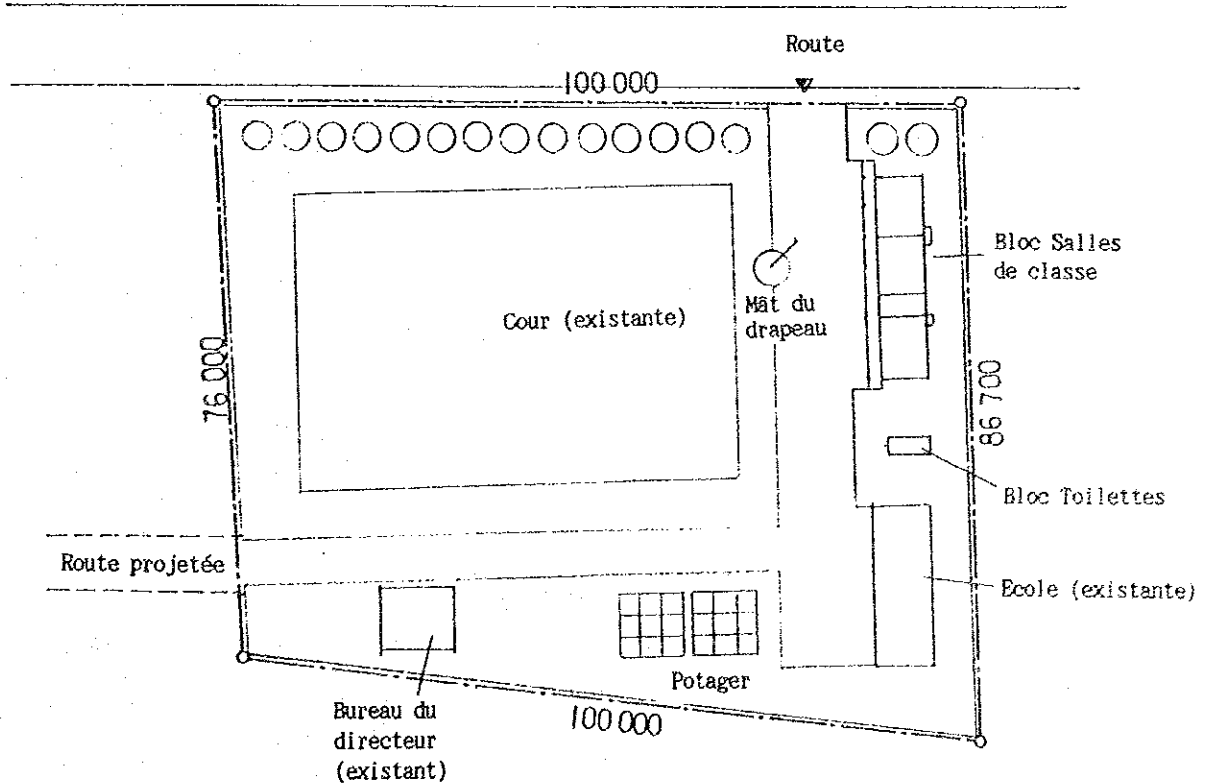 Route
100 000
Bloc Salles
de classe
Mât du
drapeau
Cour (existante)
76 000
86 700
Bloc Toilettes
Route projetée
Ecole (existante)
Potager
Bureau du
directeur
(existant)
100 000